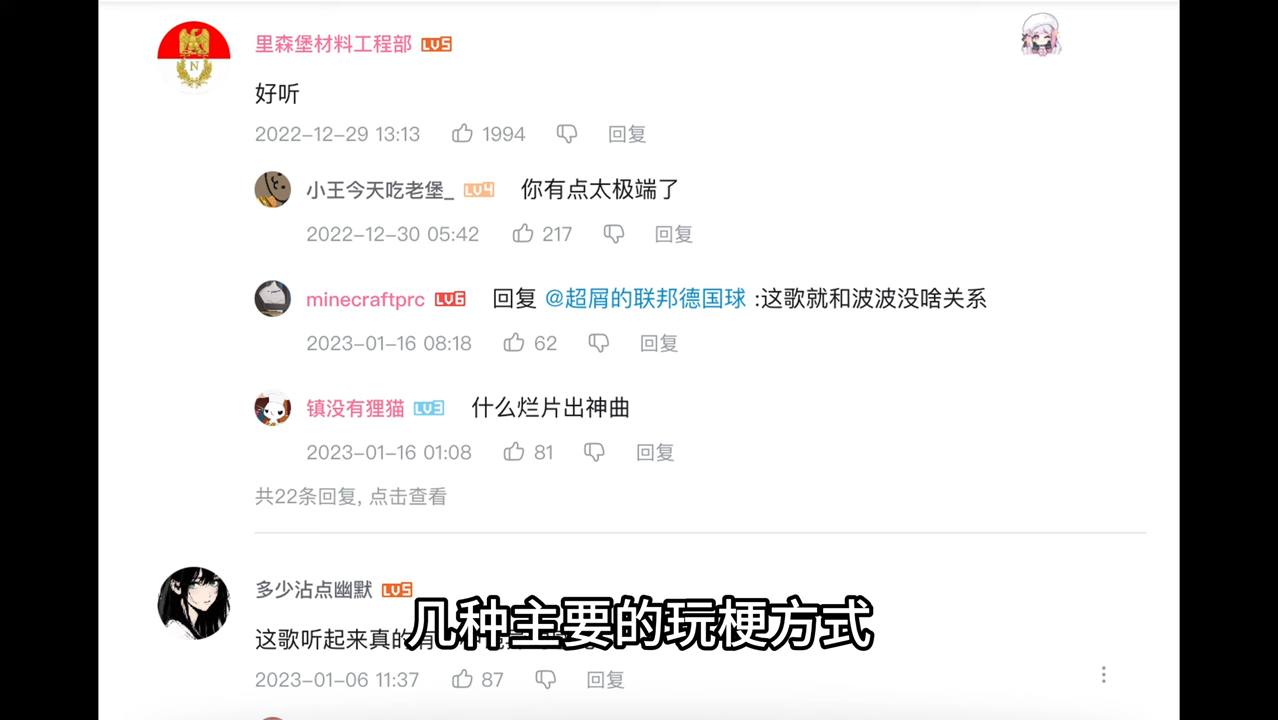 里森堡材料工程部 LV5
N
好听
2022-12-29 13:13 1994 回复
小王今天吃老堡_ LV4 你有点太极端了
2022-12-30 05:42 217 回复
minecraftprc LV6 回复 @超屑的联邦德国球 :这歌就和波波没啥关系
2023-01-16 08:18 62 回复
镇没有狸猫 LV3 什么烂片出神曲
2023-01-16 01:08 81 回复
共22条回复, 点击查看
多少沾点幽默 LV5
这歌听起来真的有
几种主要的玩梗方式
2023-01-06 11:37 87 回复